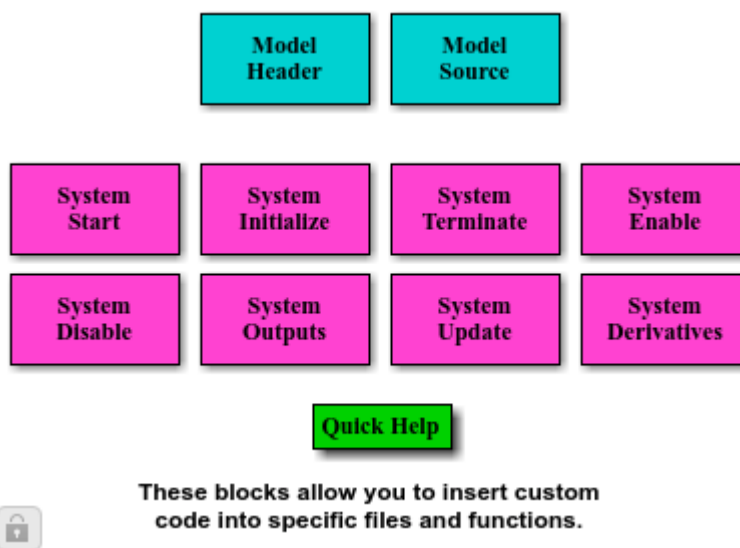 Model Model
Header Source
System System System System
Start Initialize Terminate Enable
System System System System
Disable Outputs Update Derivatives
Quick Help
These blocks allow you to insert custom
code into specific files and functions.